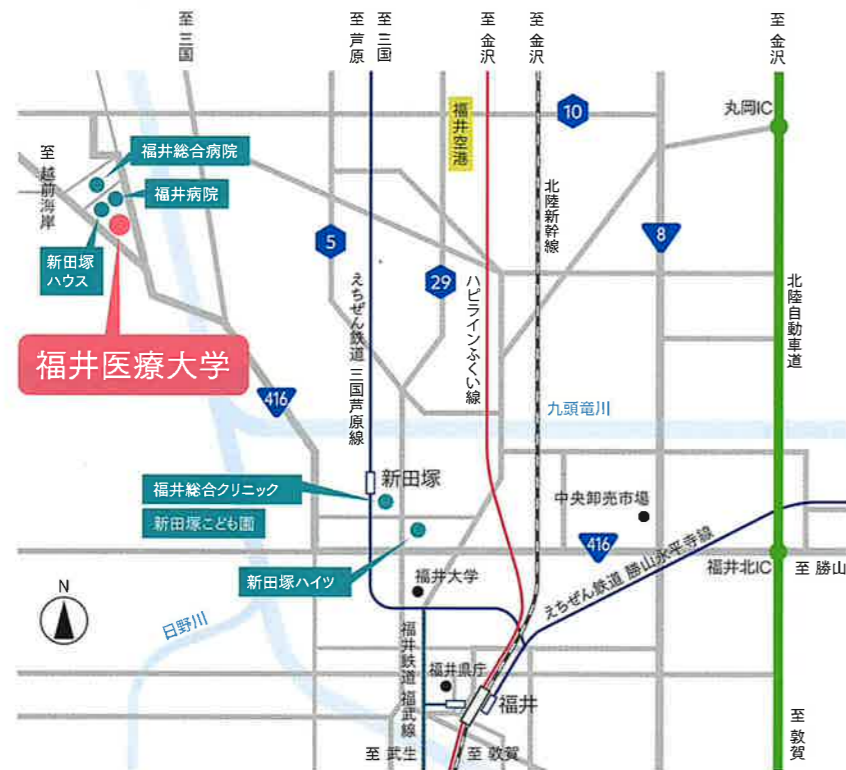 至 三国
至 芦原
至 三国
至 金沢
至 金沢
至 金沢
丸岡IC
福井空港
10
福井総合病院
至 越前海岸
福井病院
北陸新幹線
8
5
新田塚
ハウス
29
えちぜん鉄道 三国芦原線
ハピラインふくい線
北陸自動車道
福井医療大学
416
九頭竜川
新田塚
福井総合クリニック
中央卸売市場
新田塚こども園
416
福井北IC
至 勝山
えちぜん鉄道 勝山永平寺線
新田塚ハイツ
福井大学
N
日野川
福井鉄道 福武線
福井県庁
福井
至 武生
至 敦賀
至 敦賀